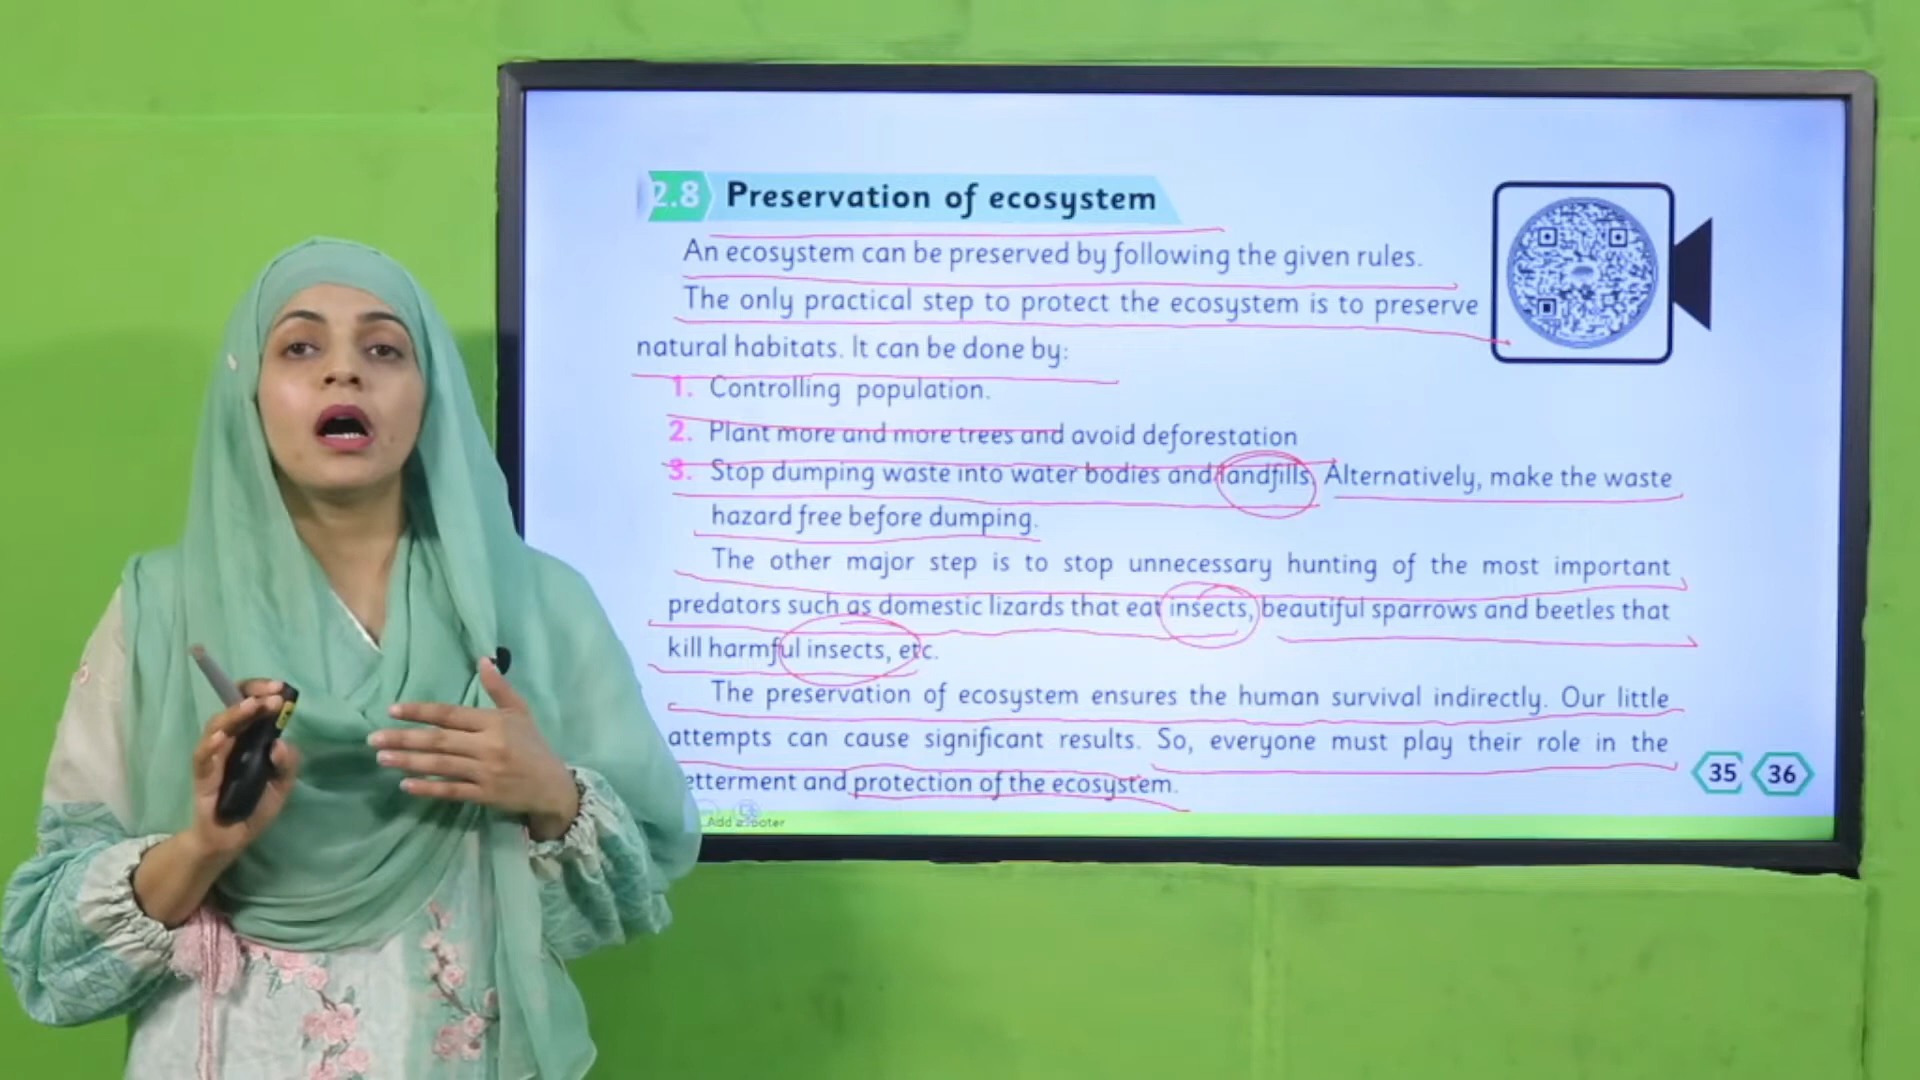 2.8 Preservation of ecosystem
An ecosystem can be preserved by following the given rules.
The only practical step to protect the ecosystem is to preserve
natural habitats. It can be done by:
1. Controlling population.
2. Plant more and more trees and avoid deforestation
3. Stop dumping waste into water bodies and landfills. Alternatively, make the waste
hazard free before dumping.
The other major step is to stop unnecessary hunting of the most important
predators such as domestic lizards that eat insects, beautiful sparrows and beetles that
kill harmful insects, etc.
The preservation of ecosystem ensures the human survival indirectly. Our little
attempts can cause significant results. So, everyone must play their role in the
etterment and protection of the ecosystem.
35 36
Add a footer